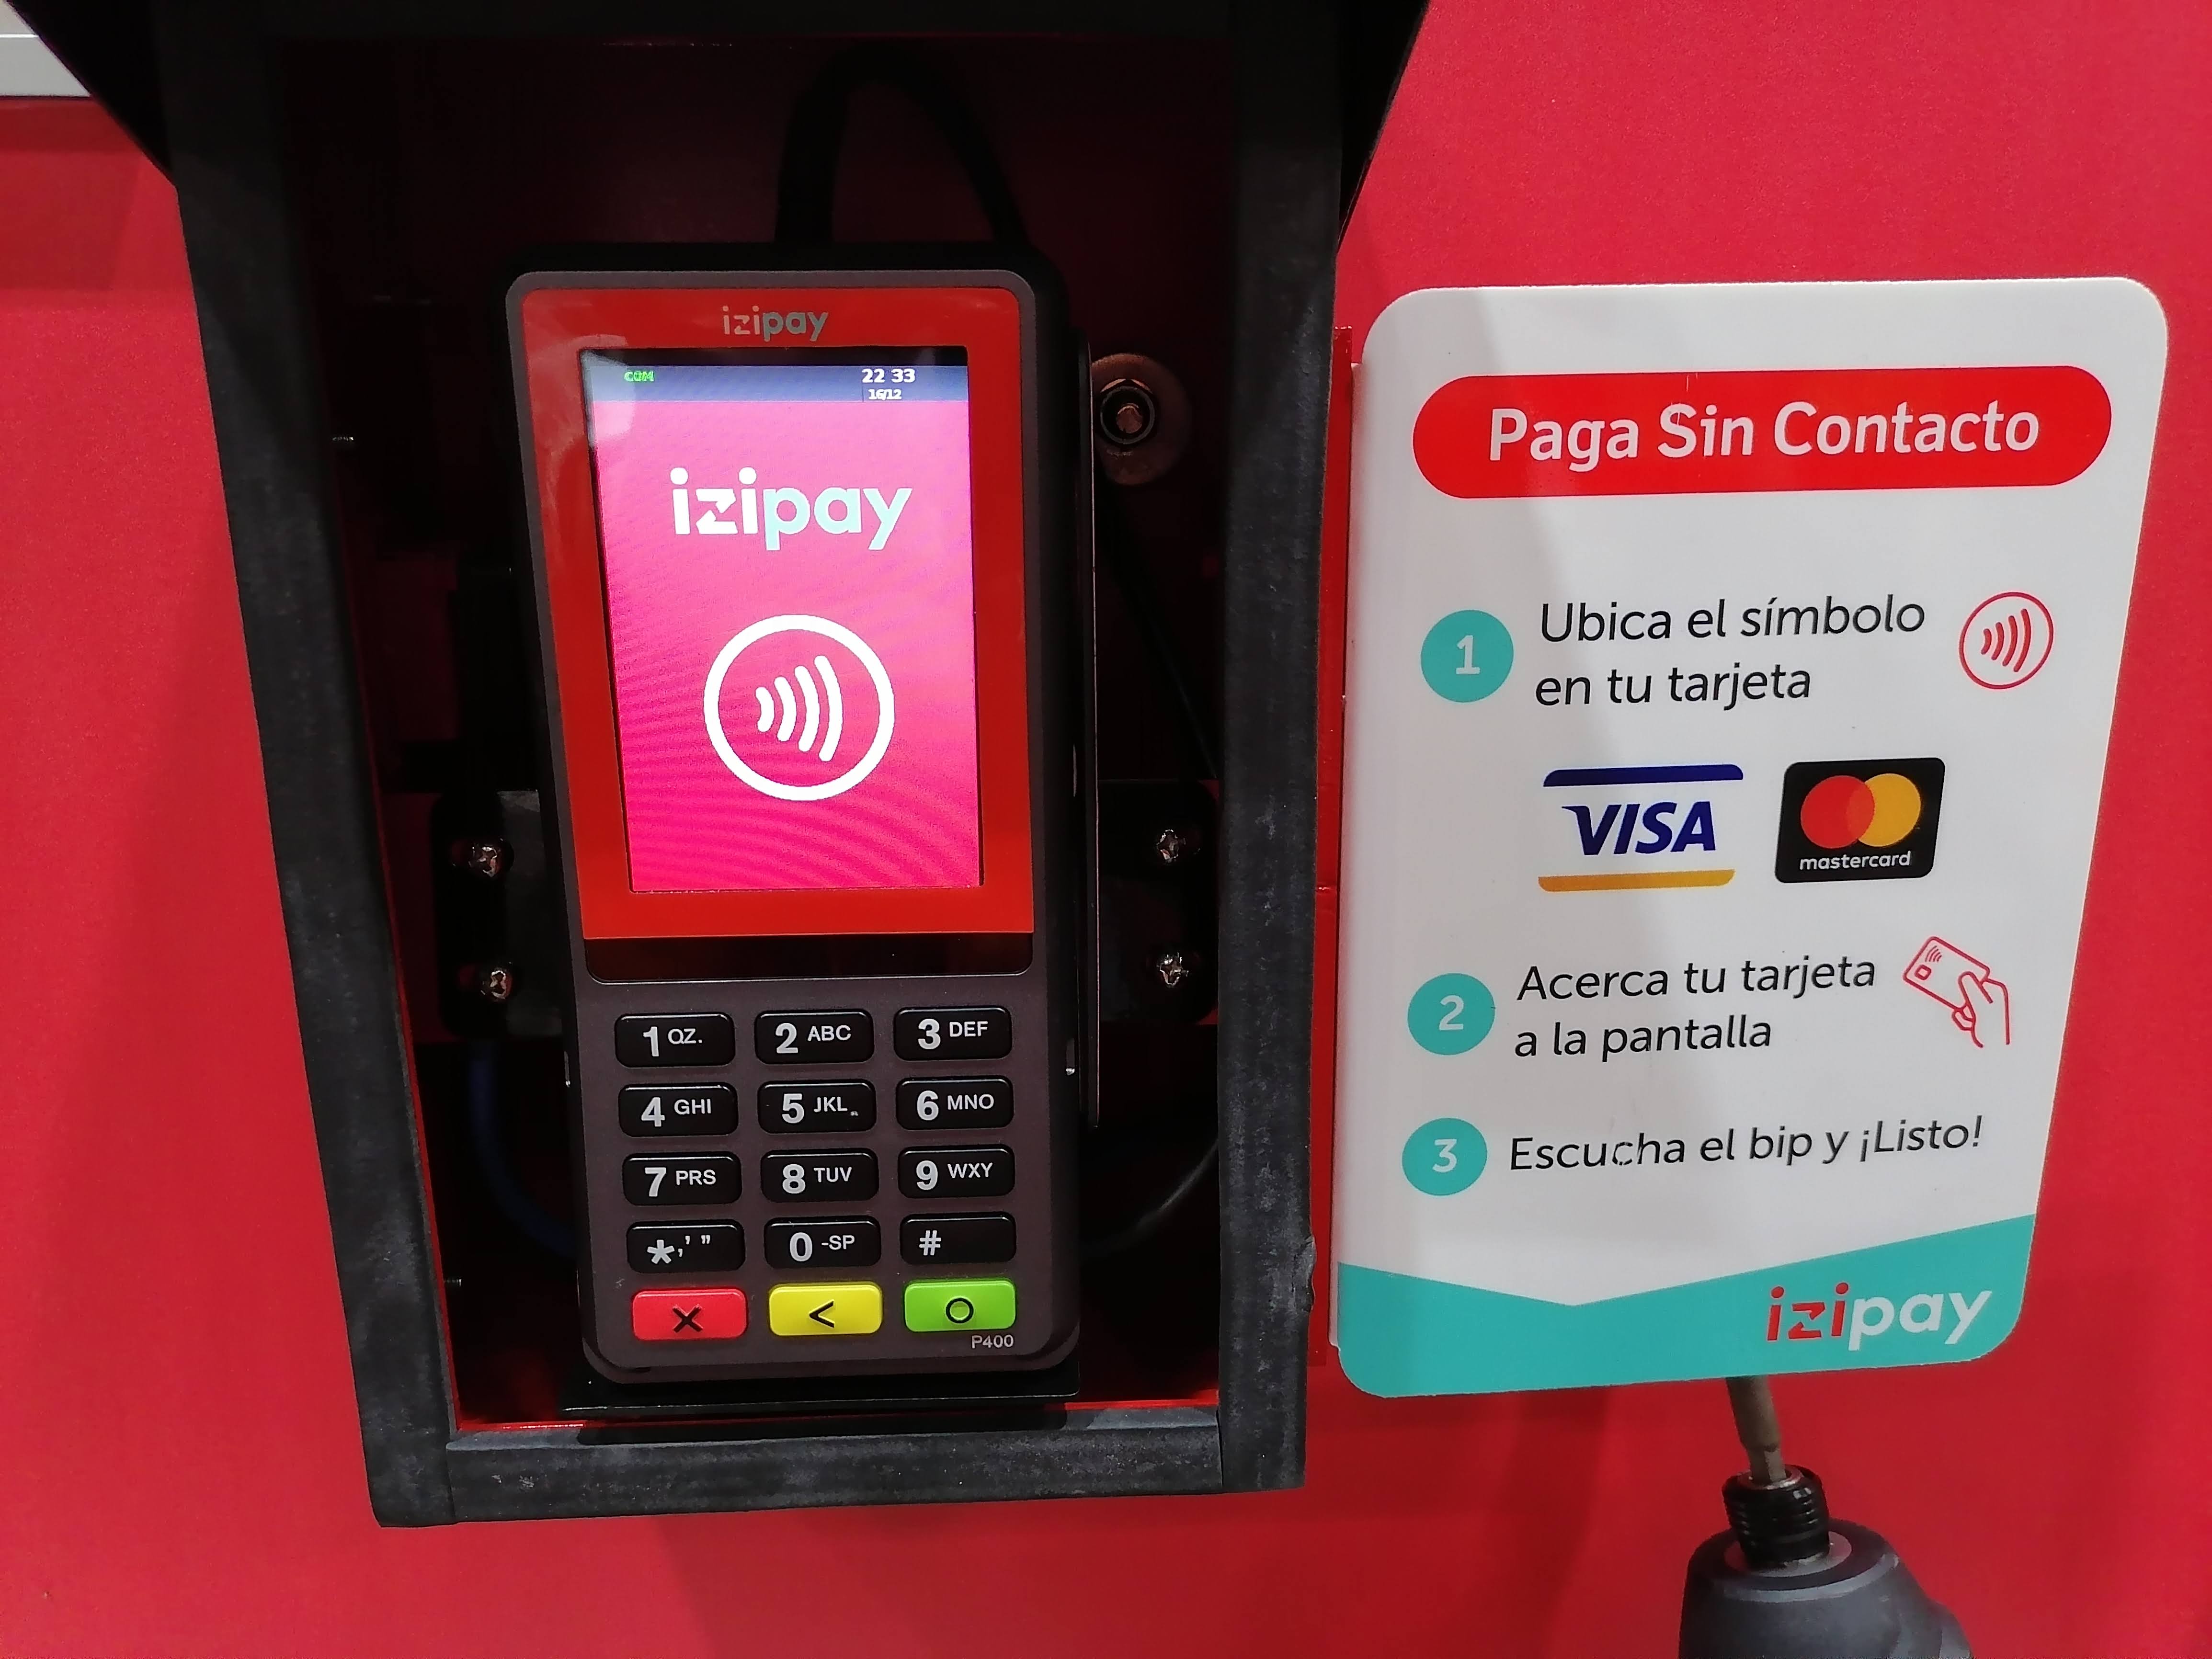 izipay
COM 22 33
16/12
izipay
1 QZ. 2 ABC 3 DEF
4 GHI 5 JKL 6 MNO
7 PRS 8 TUV 9 WXY
*,'" 0 -SP #
X < O
P400
Paga Sin Contacto
1 Ubica el símbolo
en tu tarjeta
VISA mastercard
2 Acerca tu tarjeta
a la pantalla
3 Escucha el bip y ¡Listo!
izipay